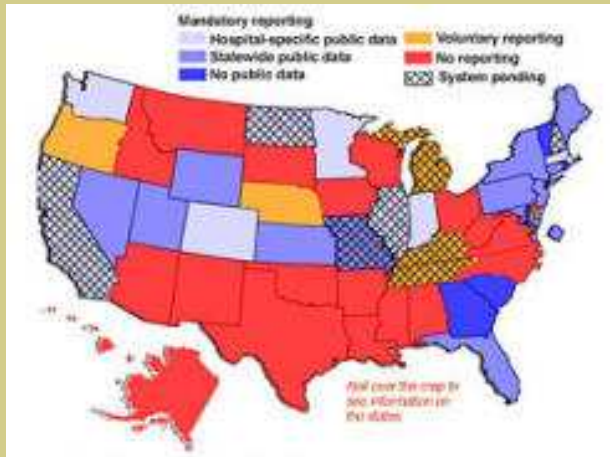 Mandatory reporting:
Hospital-specific public data
Statewide public data
No public data
Voluntary reporting
No reporting
System pending
Roll over the map to
see information on
the states